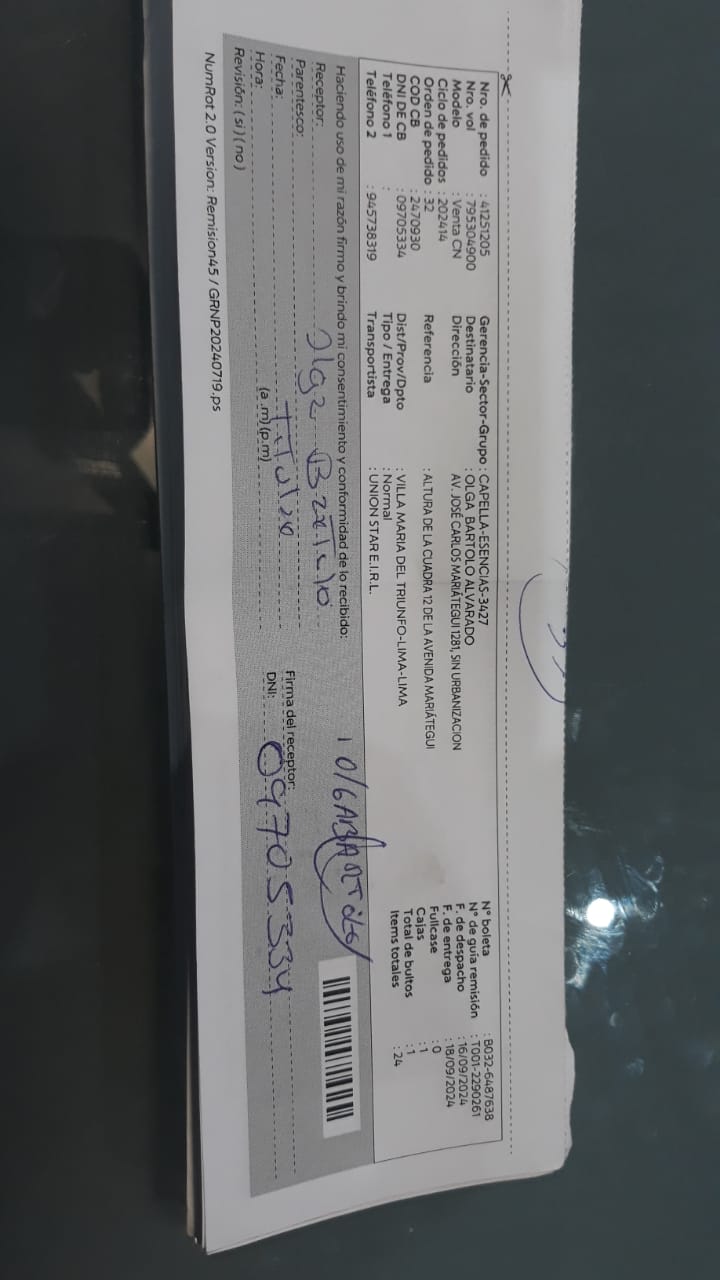 Nro. de pedido : 41251205
Nro. vol : 795304900
Modelo : Venta CN
Ciclo de pedidos : 202414
Orden de pedido : 32
COD CB : 2470930
DNI DE CB : 09705334
Teléfono 1 :
Teléfono 2 : 945738319
Gerencia-Sector-Grupo : CAPELLA-ESENCIAS-3427
Destinatario : OLGA BARTOLO ALVARADO
Dirección AV. JOSÉ CARLOS MARIÁTEGUI 1281, SIN URBANIZACION
Referencia : ALTURA DE LA CUADRA 12 DE LA AVENIDA MARIÁTEGUI
Dist/Prov/Dpto : VILLA MARIA DEL TRIUNFO-LIMA-LIMA
Tipo / Entrega : Normal
Transportista : UNION STAR E.I.R.L.
N° boleta : B032-6487638
N° de guía remisión : T001-2290261
F. de despacho : 16/09/2024
F. de entrega : 18/09/2024
Fullcase : 0
Cajas : 1
Total de bultos : 1
Items totales : 24
Haciendo uso de mi razón firmo y brindo mi consentimiento y conformidad de lo recibido:
Receptor: Olga Bartolo
Parentesco: Titular
Fecha:
Hora: (a.m)(p.m)
Revisión: (si)(no)
Firma del receptor:
DNI: 09705334
NumRot 2.0 Version: Remision45 / GRNP20240719.ps